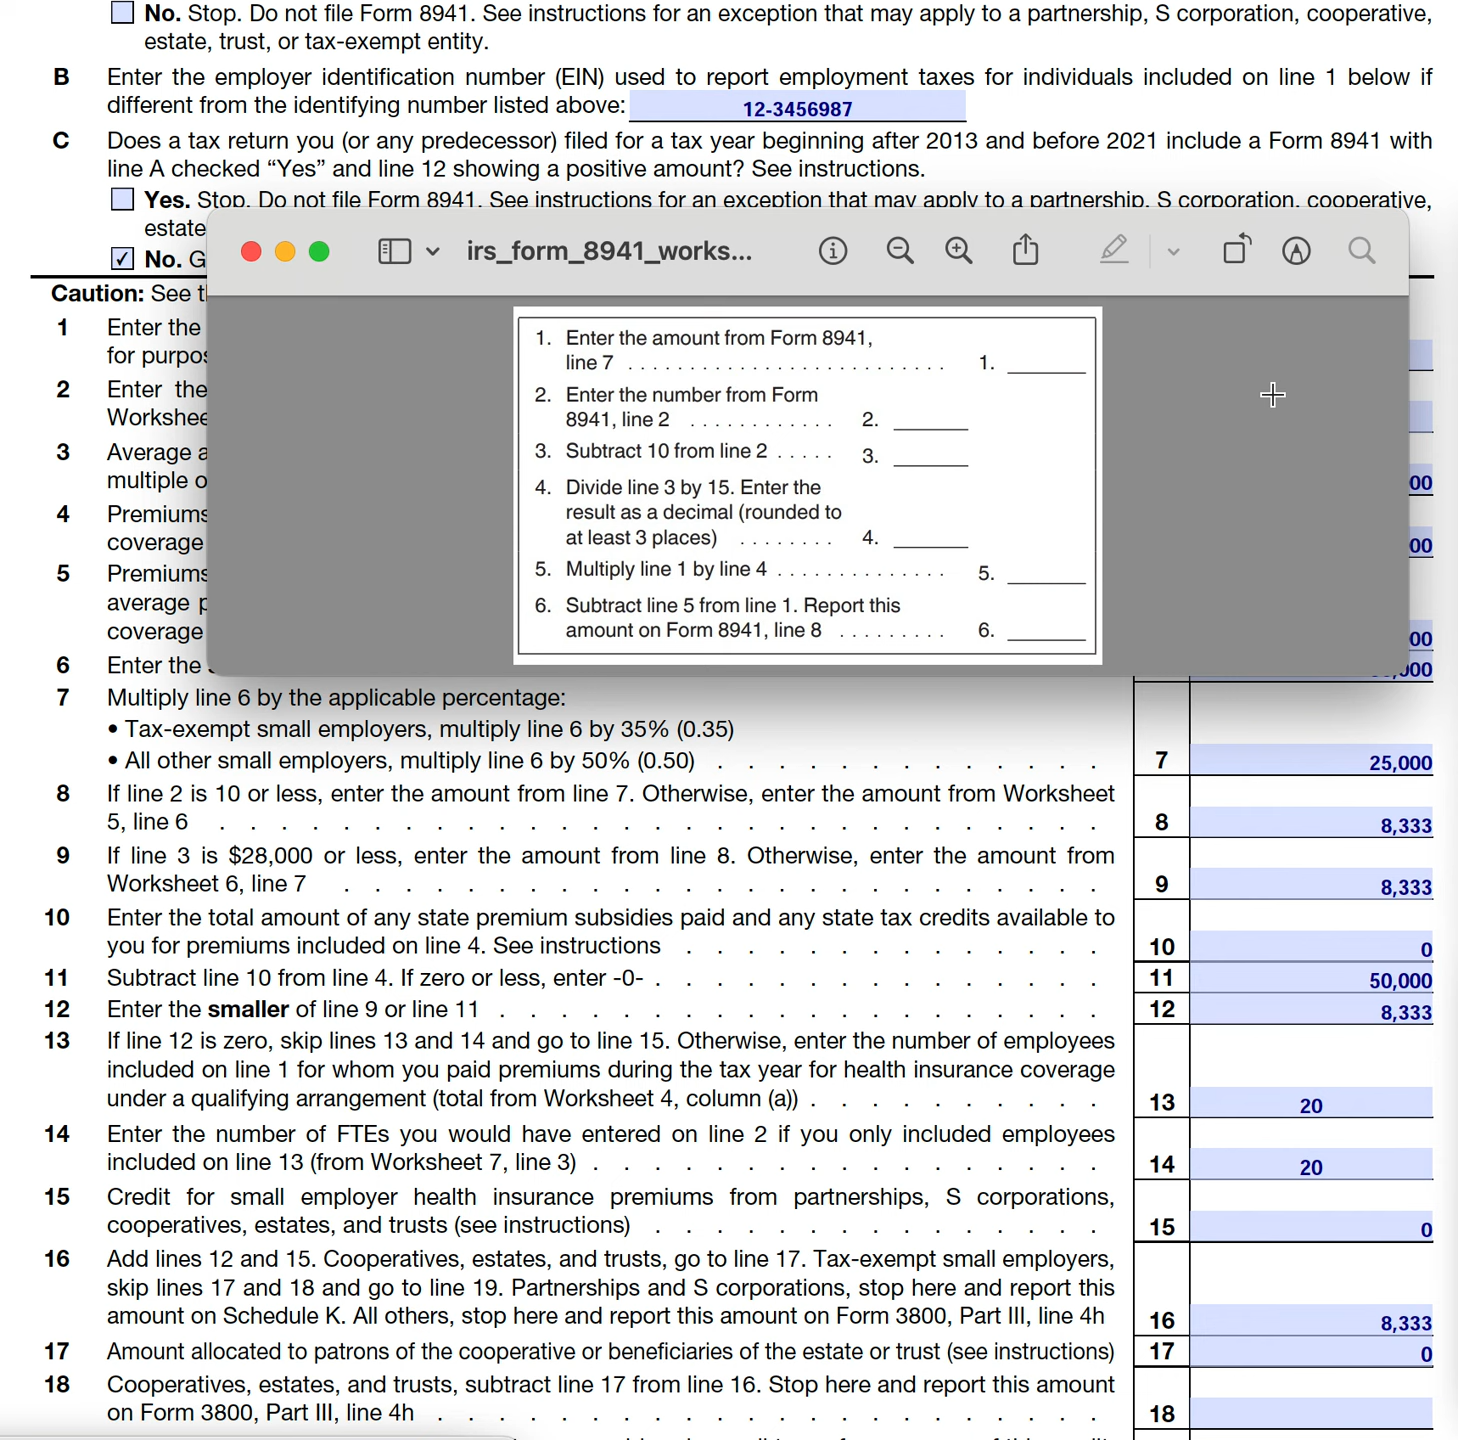 No. Stop. Do not file Form 8941. See instructions for an exception that may apply to a partnership, S corporation, cooperative,
estate, trust, or tax-exempt entity.
B Enter the employer identification number (EIN) used to report employment taxes for individuals included on line 1 below if
different from the identifying number listed above: 12-3456987
C Does a tax return you (or any predecessor) filed for a tax year beginning after 2013 and before 2021 include a Form 8941 with
line A checked “Yes” and line 12 showing a positive amount? See instructions.
Yes. Stop. Do not file Form 8941. See instructions for an exception that may apply to a partnership, S corporation, cooperative,
estate
No. G
Caution: See t
irs_form_8941_works...
1. Enter the amount from Form 8941,
line 7 . . . . . . . . . . . . . . . . . . . . . . . . . . 1.
2. Enter the number from Form
8941, line 2 . . . . . . . . . . . . 2.
3. Subtract 10 from line 2 . . . . . 3.
4. Divide line 3 by 15. Enter the
result as a decimal (rounded to
at least 3 places) . . . . . . . . 4.
5. Multiply line 1 by line 4 . . . . . . . . . . . . . . 5.
6. Subtract line 5 from line 1. Report this
amount on Form 8941, line 8 . . . . . . . . . 6.
1 Enter the
for purpos
2 Enter the
Workshee
3 Average a
multiple o 00
4 Premiums
coverage 00
5 Premiums
average p
coverage 00
6 Enter the 000
7 Multiply line 6 by the applicable percentage:
• Tax-exempt small employers, multiply line 6 by 35% (0.35)
• All other small employers, multiply line 6 by 50% (0.50) . . . . . . . . . . . . . 7 25,000
8 If line 2 is 10 or less, enter the amount from line 7. Otherwise, enter the amount from Worksheet
5, line 6 . . . . . . . . . . . . . . . . . . . . . . . . . . . . . 8 8,333
9 If line 3 is $28,000 or less, enter the amount from line 8. Otherwise, enter the amount from
Worksheet 6, line 7 . . . . . . . . . . . . . . . . . . . . . . . . . 9 8,333
10 Enter the total amount of any state premium subsidies paid and any state tax credits available to
you for premiums included on line 4. See instructions . . . . . . . . . . . . . . 10 0
11 Subtract line 10 from line 4. If zero or less, enter -0- . . . . . . . . . . . . . . . 11 50,000
12 Enter the smaller of line 9 or line 11 . . . . . . . . . . . . . . . . . . . . 12 8,333
13 If line 12 is zero, skip lines 13 and 14 and go to line 15. Otherwise, enter the number of employees
included on line 1 for whom you paid premiums during the tax year for health insurance coverage
under a qualifying arrangement (total from Worksheet 4, column (a)) . . . . . . . . . . 13 20
14 Enter the number of FTEs you would have entered on line 2 if you only included employees
included on line 13 (from Worksheet 7, line 3) . . . . . . . . . . . . . . . . . 14 20
15 Credit for small employer health insurance premiums from partnerships, S corporations,
cooperatives, estates, and trusts (see instructions) . . . . . . . . . . . . . . . 15 0
16 Add lines 12 and 15. Cooperatives, estates, and trusts, go to line 17. Tax-exempt small employers,
skip lines 17 and 18 and go to line 19. Partnerships and S corporations, stop here and report this
amount on Schedule K. All others, stop here and report this amount on Form 3800, Part III, line 4h 16 8,333
17 Amount allocated to patrons of the cooperative or beneficiaries of the estate or trust (see instructions) 17 0
18 Cooperatives, estates, and trusts, subtract line 17 from line 16. Stop here and report this amount
on Form 3800, Part III, line 4h . . . . . . . . . . . . . . . . . . . . . . 18